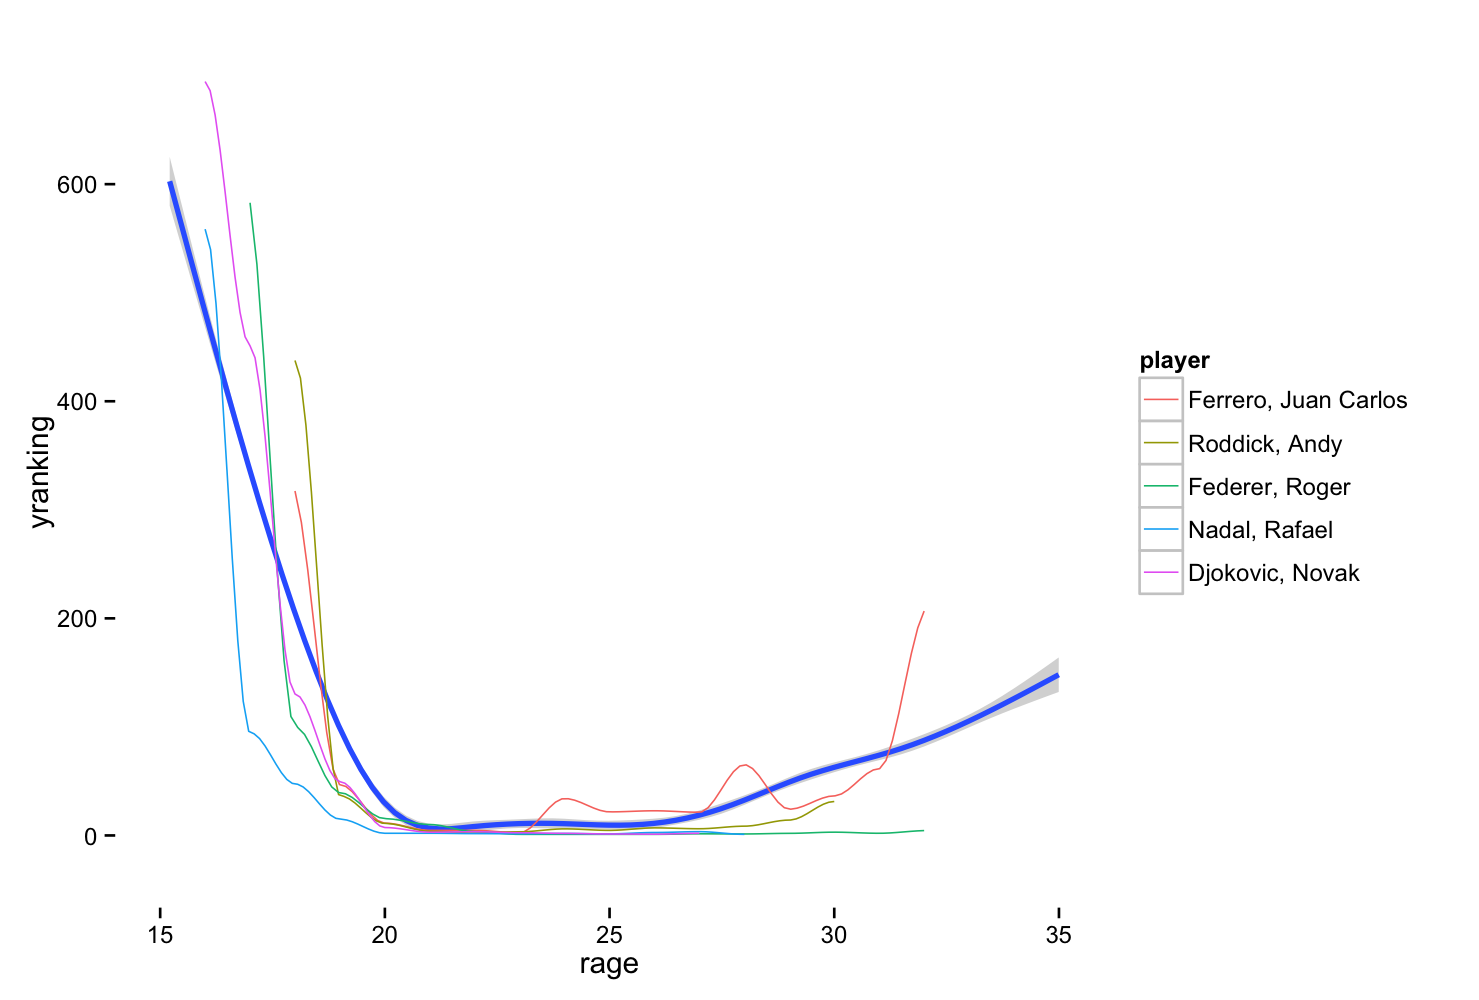 600
400
200
0
yranking
15 20 25 30 35
rage
player
Ferrero, Juan Carlos
Roddick, Andy
Federer, Roger
Nadal, Rafael
Djokovic, Novak